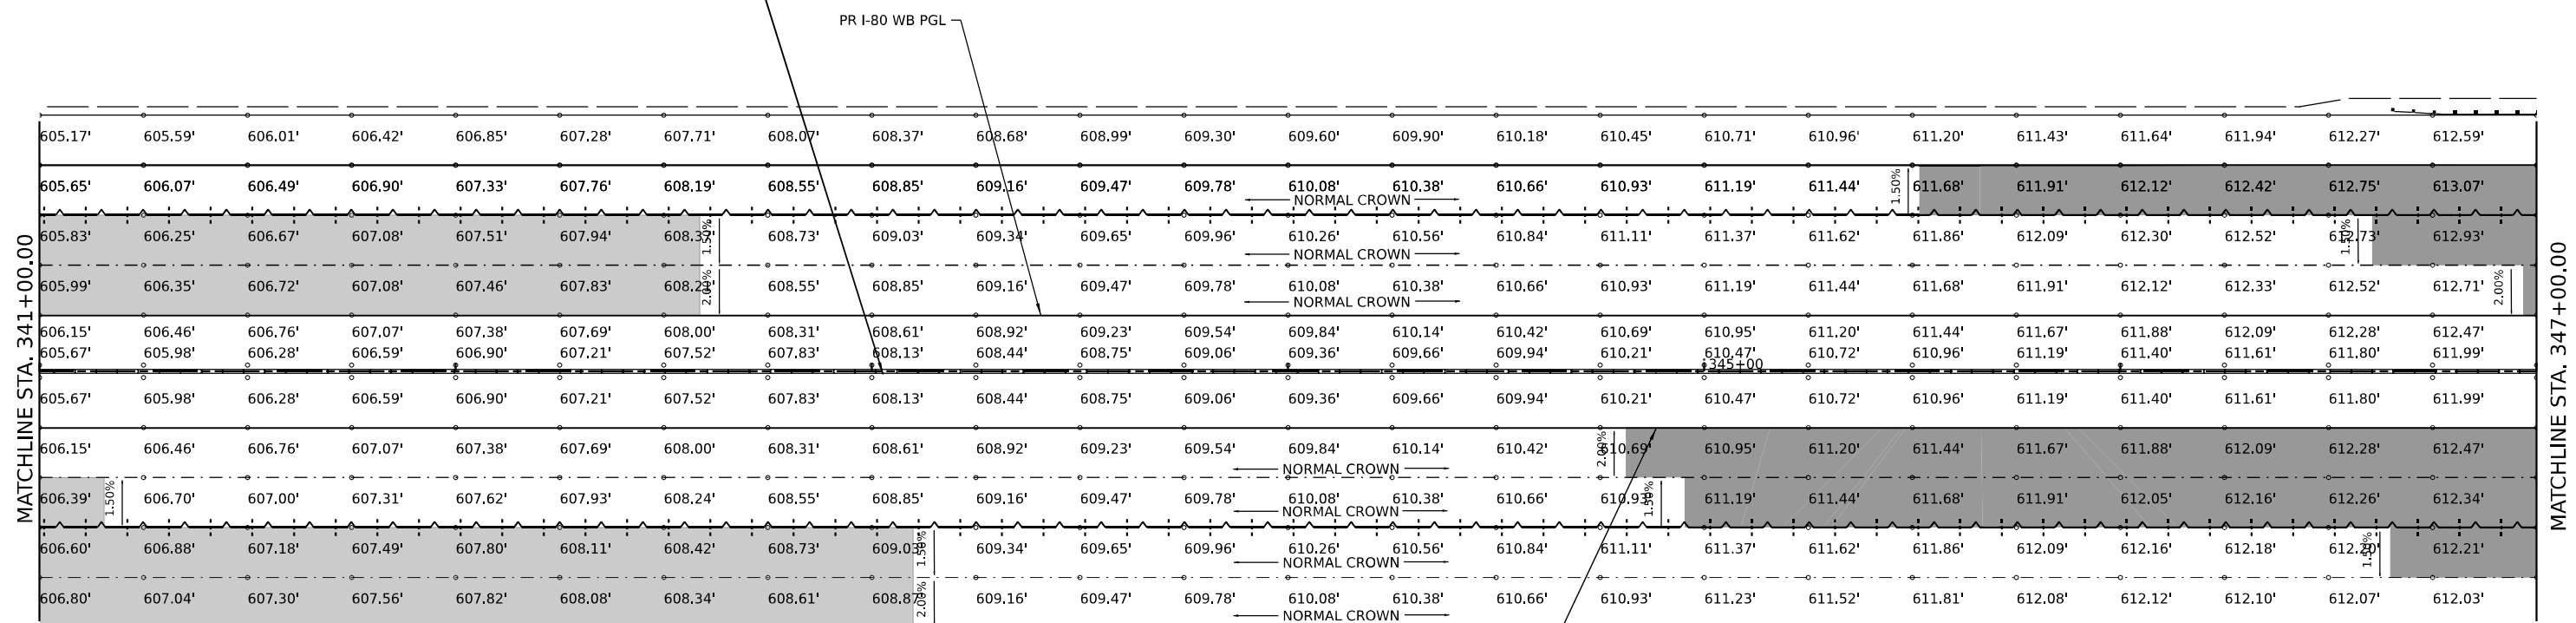 PR I-80 WB PGL
605.17' 605.59' 606.01' 606.42' 606.85' 607.28' 607.71' 608.07' 608.37' 608.68' 608.99' 609.30' 609.60' 609.90' 610.18' 610.45' 610.71' 610.96' 611.20' 611.43' 611.64' 611.94' 612.27' 612.59'
605.65' 606.07' 606.49' 606.90' 607.33' 607.76' 608.19' 608.55' 608.85' 609.16' 609.47' 609.78' 610.08' 610.38' 610.66' 610.93' 611.19' 611.44' 1.50% 611.68' 611.91' 612.12' 612.42' 612.75' 613.07'
NORMAL CROWN
605.83' 606.25' 606.67' 607.08' 607.51' 607.94' 608.37' 1.50% 608.73' 609.03' 609.34' 609.65' 609.96' 610.26' 610.56' 610.84' 611.11' 611.37' 611.62' 611.86' 612.09' 612.30' 612.52' 1.50% 612.73' 612.93'
NORMAL CROWN
605.99' 606.35' 606.72' 607.08' 607.46' 607.83' 2.00% 608.55' 608.85' 609.16' 609.47' 609.78' 610.08' 610.38' 610.66' 610.93' 611.19' 611.44' 611.68' 611.91' 612.12' 612.33' 612.52' 612.71' 2.00%
NORMAL CROWN
606.15' 606.46' 606.76' 607.07' 607.38' 607.69' 608.00' 608.31' 608.61' 608.92' 609.23' 609.54' 609.84' 610.14' 610.42' 610.69' 610.95' 611.20' 611.44' 611.67' 611.88' 612.09' 612.28' 612.47'
605.67' 605.98' 606.28' 606.59' 606.90' 607.21' 607.52' 607.83' 608.13' 608.44' 608.75' 609.06' 609.36' 609.66' 609.94' 610.21' 610.47' 610.72' 610.96' 611.19' 611.40' 611.61' 611.80' 611.99'
345+00
605.67' 605.98' 606.28' 606.59' 606.90' 607.21' 607.52' 607.83' 608.13' 608.44' 608.75' 609.06' 609.36' 609.66' 609.94' 610.21' 610.47' 610.72' 610.96' 611.19' 611.40' 611.61' 611.80' 611.99'
606.15' 606.46' 606.76' 607.07' 607.38' 607.69' 608.00' 608.31' 608.61' 608.92' 609.23' 609.54' 609.84' 610.14' 610.42' 2.00% 610.69' 610.95' 611.20' 611.44' 611.67' 611.88' 612.09' 612.28' 612.47'
NORMAL CROWN
606.39' 1.50% 606.70' 607.00' 607.31' 607.62' 607.93' 608.24' 608.55' 608.85' 609.16' 609.47' 609.78' 610.08' 610.38' 610.66' 610.93' 1.50% 611.19' 611.44' 611.68' 611.91' 612.05' 612.16' 612.26' 612.34'
NORMAL CROWN
606.60' 606.88' 607.18' 607.49' 607.80' 608.11' 608.42' 608.73' 609.03' 1.50% 609.34' 609.65' 609.96' 610.26' 610.56' 610.84' 611.11' 611.37' 611.62' 611.86' 612.09' 612.16' 612.18' 612.20' 1.50% 612.21'
NORMAL CROWN
606.80' 607.04' 607.30' 607.56' 607.82' 608.08' 608.34' 608.61' 608.87' 2.00% 609.16' 609.47' 609.78' 610.08' 610.38' 610.66' 610.93' 611.23' 611.52' 611.81' 612.08' 612.12' 612.10' 612.07' 612.03'
NORMAL CROWN
MATCHLINE STA. 341+00.00
MATCHLINE STA. 347+00.00